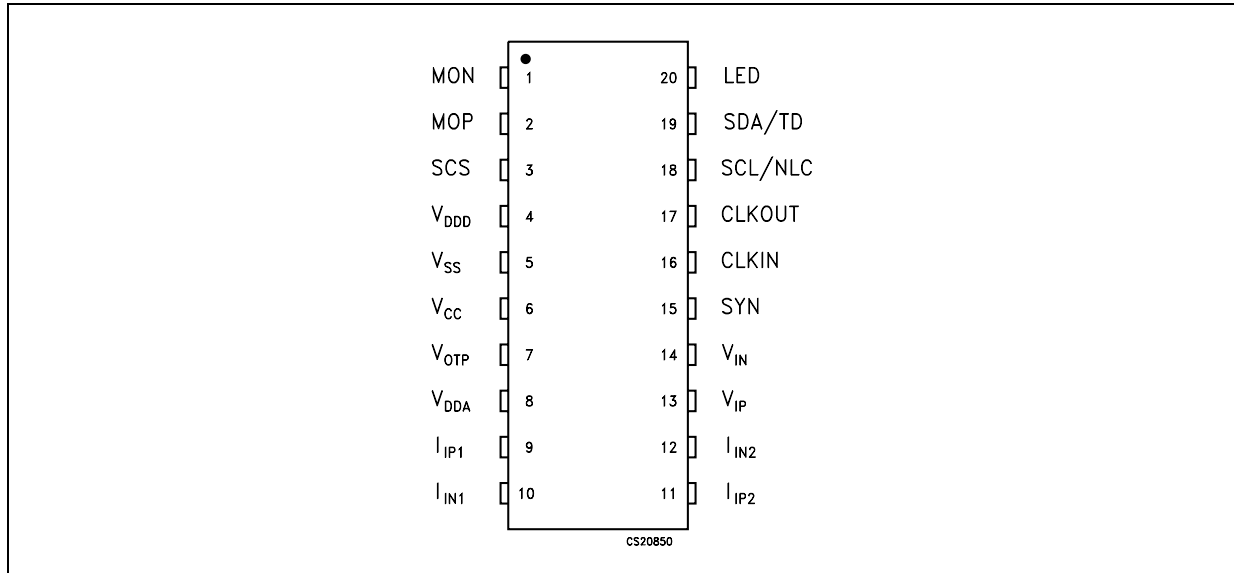 MON 1 20 LED
MOP 2 19 SDA/TD
SCS 3 18 SCL/NLC
VDDD 4 17 CLKOUT
VSS 5 16 CLKIN
VCC 6 15 SYN
VOTP 7 14 VIN
VDDA 8 13 VIP
IIP1 9 12 IIN2
IIN1 10 11 IIP2
CS20850